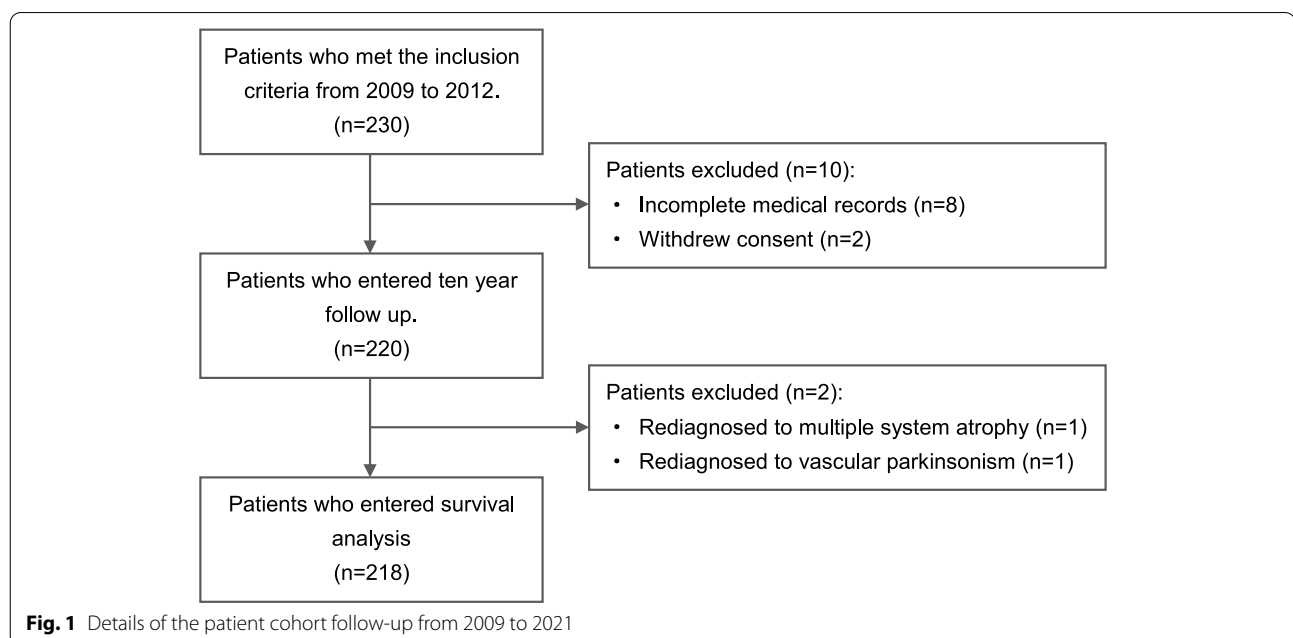 Patients who met the inclusion
criteria from 2009 to 2012.
(n=230)
Patients excluded (n=10):
• Incomplete medical records (n=8)
• Withdrew consent (n=2)
Patients who entered ten year
follow up.
(n=220)
Patients excluded (n=2):
• Rediagnosed to multiple system atrophy (n=1)
• Rediagnosed to vascular parkinsonism (n=1)
Patients who entered survival
analysis
(n=218)
Fig. 1 Details of the patient cohort follow-up from 2009 to 2021